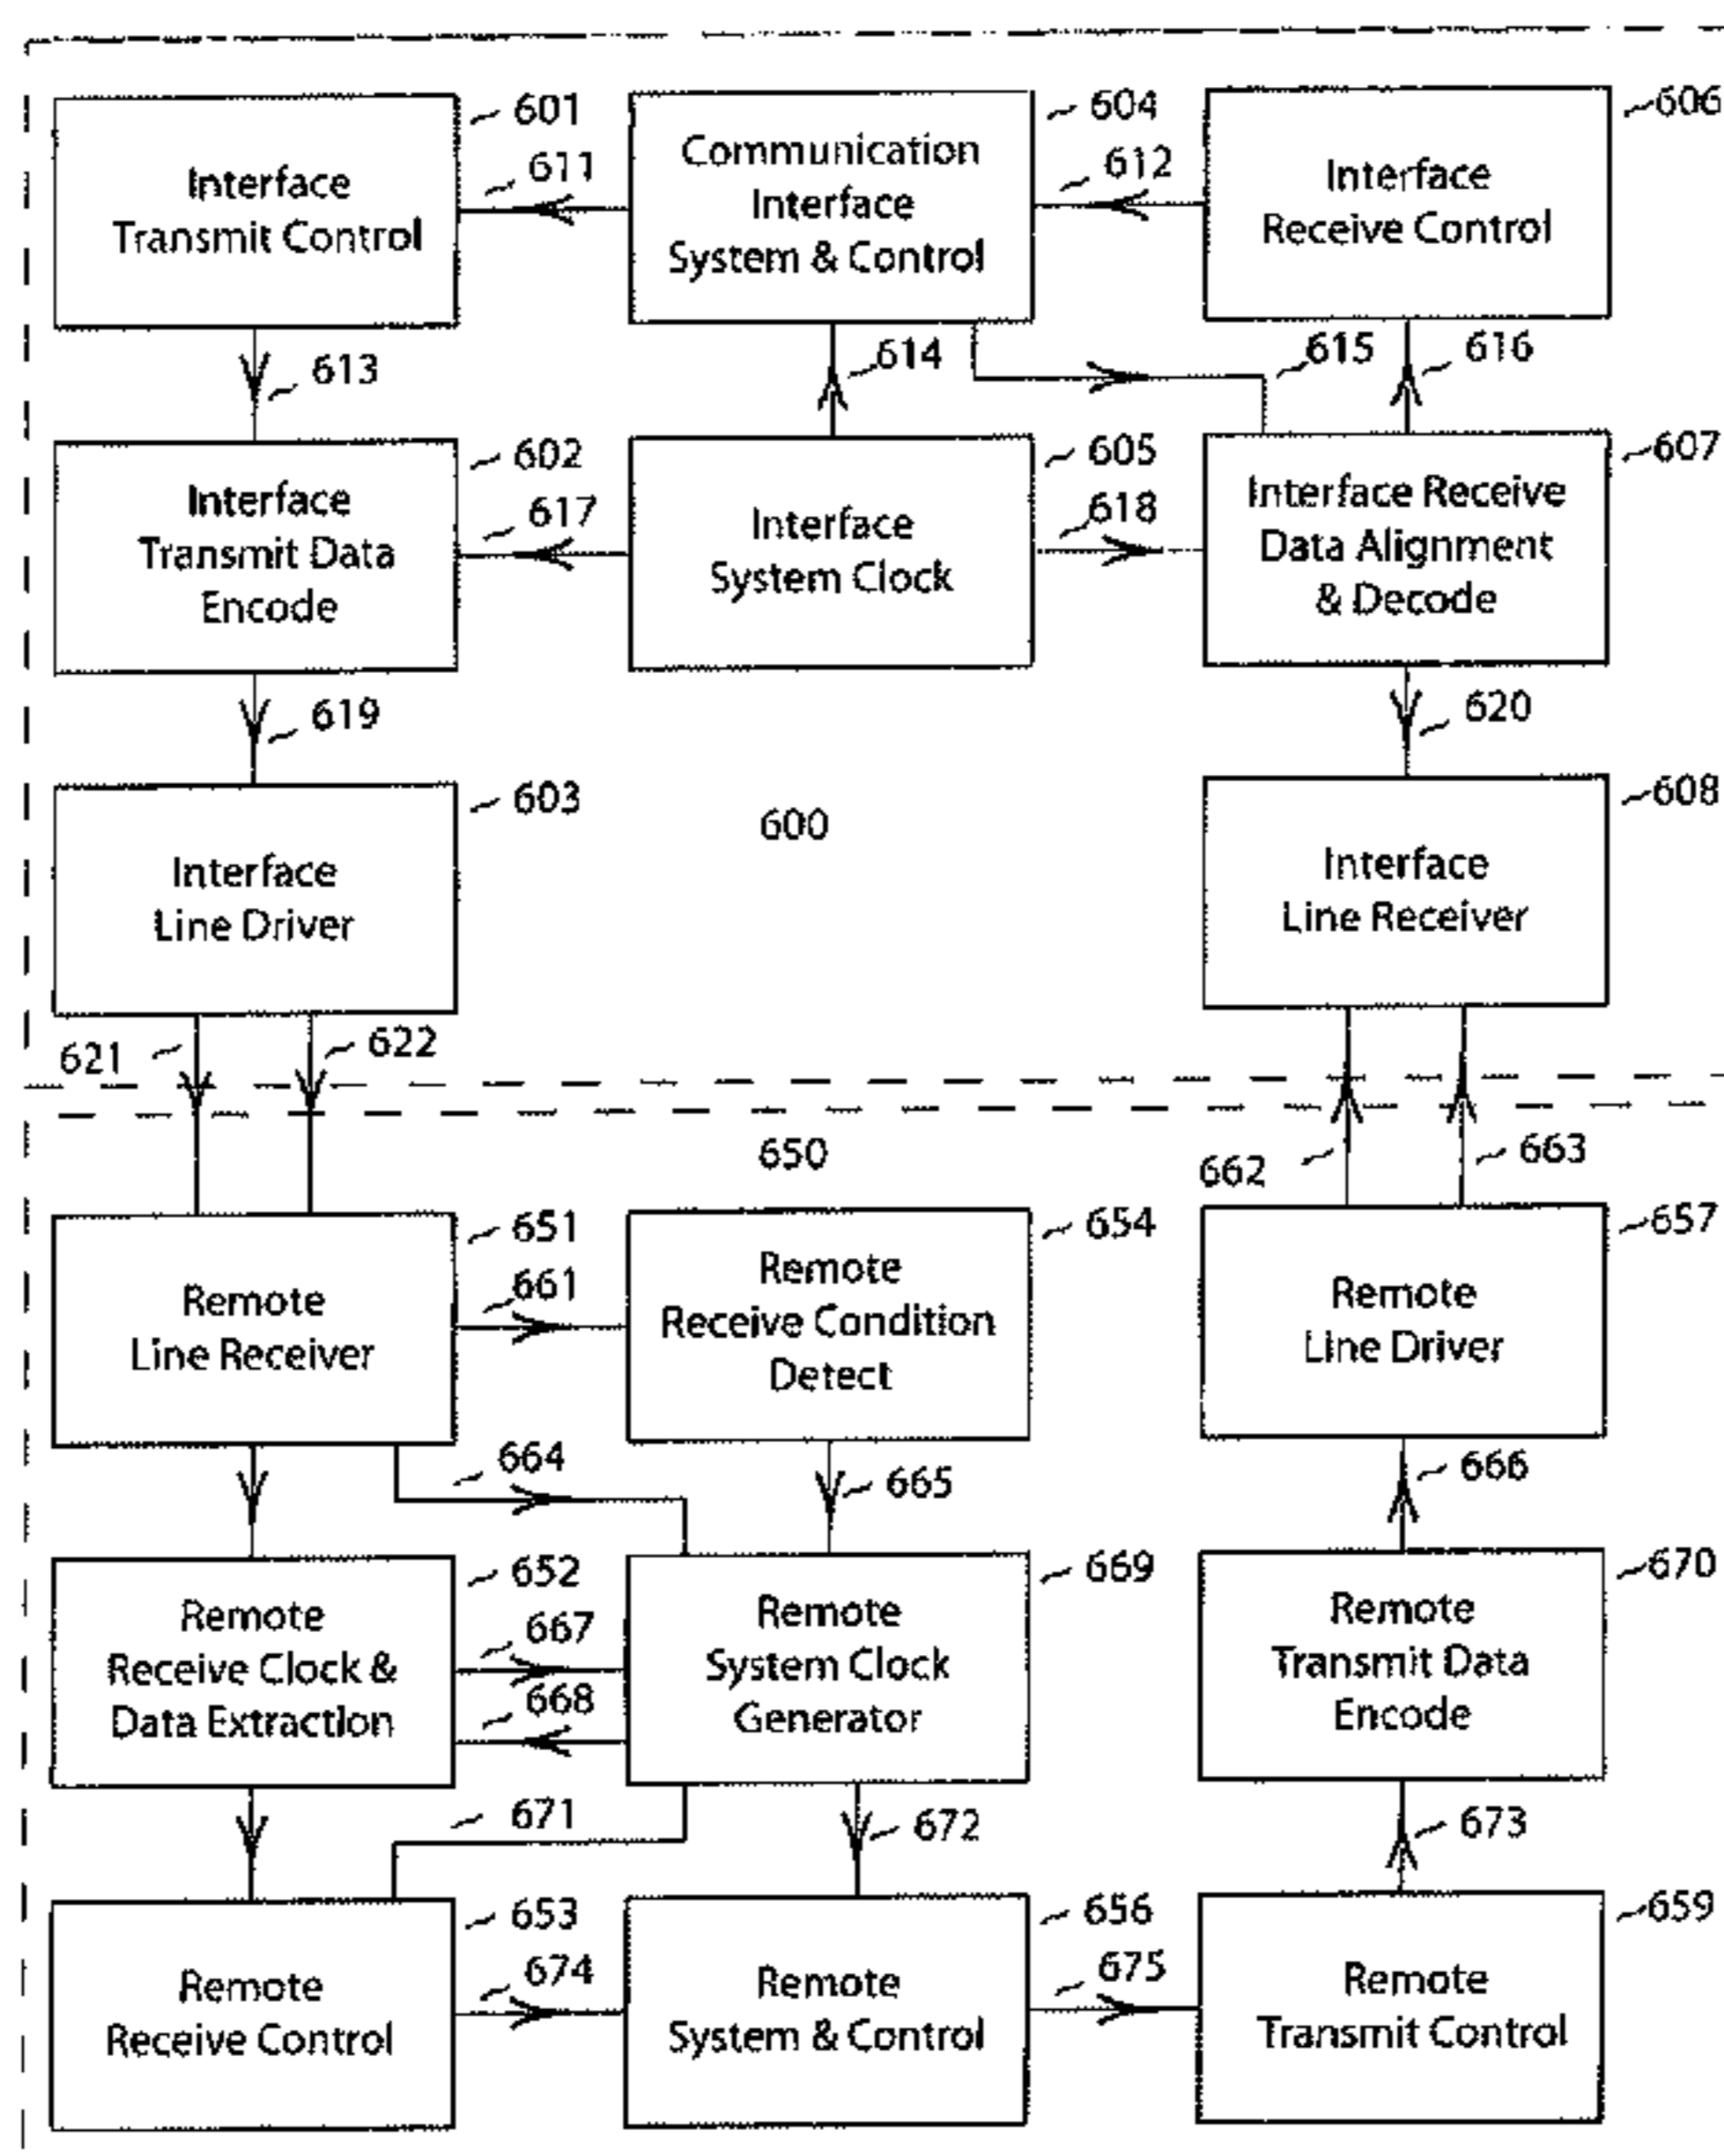 601
604
606
Interface
Transmit Control
611
Communication
Interface
System & Control
612
Interface
Receive Control
613
614
615
616
602
605
607
Interface
Transmit Data
Encode
617
Interface
System Clock
618
Interface Receive
Data Alignment
& Decode
619
620
603
600
608
Interface
Line Driver
Interface
Line Receiver
621
622
650
662
663
651
654
657
Remote
Line Receiver
661
Remote
Receive Condition
Detect
Remote
Line Driver
664
665
666
652
669
670
Remote
Receive Clock &
Data Extraction
667
668
Remote
System Clock
Generator
Remote
Transmit Data
Encode
671
672
673
653
656
659
Remote
Receive Control
674
Remote
System & Control
675
Remote
Transmit Control